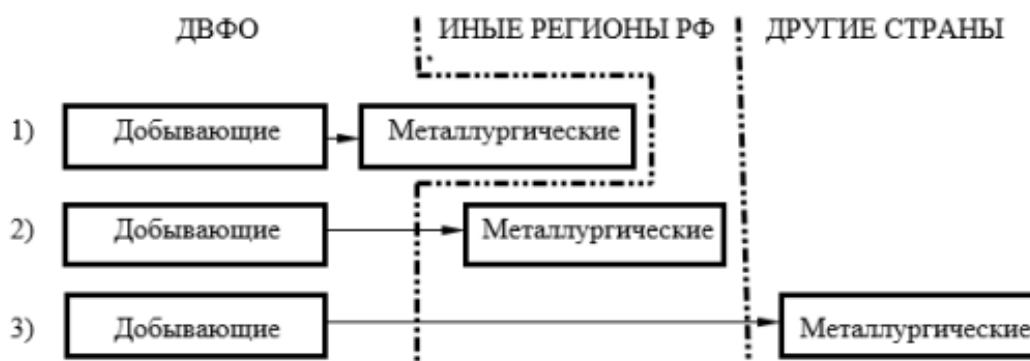 ДВФО ИНЫЕ РЕГИОНЫ РФ ДРУГИЕ СТРАНЫ
1) Добывающие Металлургические
2) Добывающие Металлургические
3) Добывающие Металлургические